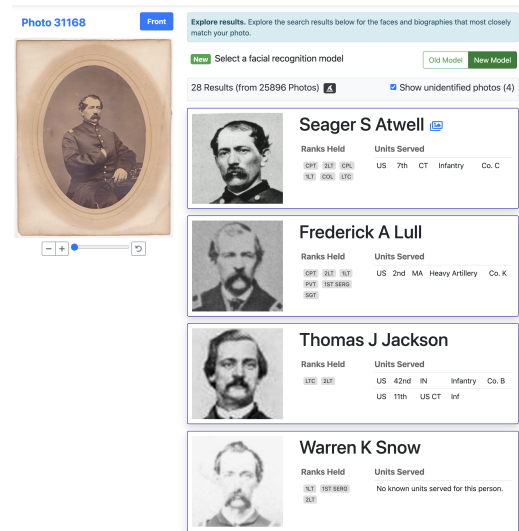 Photo 31168
Front
Explore results. Explore the search results below for the faces and biographies that most closely
match your photo.
New Select a facial recognition model
Old Model New Model
28 Results (from 25896 Photos)
Show unidentified photos (4)
Seager S Atwell
Ranks Held Units Served
CPT 2LT CPL US 7th CT Infantry Co. C
1LT COL LTC
Frederick A Lull
Ranks Held Units Served
CPT 2LT 1LT US 2nd MA Heavy Artillery Co. K
PVT 1ST SERG
SGT
Thomas J Jackson
Ranks Held Units Served
LTC 2LT US 42nd IN Infantry Co. B
US 11th US CT Inf
Warren K Snow
Ranks Held Units Served
1LT 1ST SERG No known units served for this person.
2LT